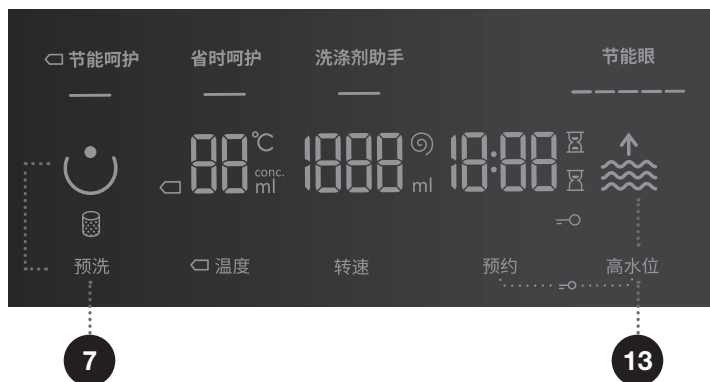 节能呵护 省时呵护 洗涤剂助手 节能眼
88 °C 1888 18:88
conc.
ml ml
预洗 温度 转速 预约 高水位
7 13